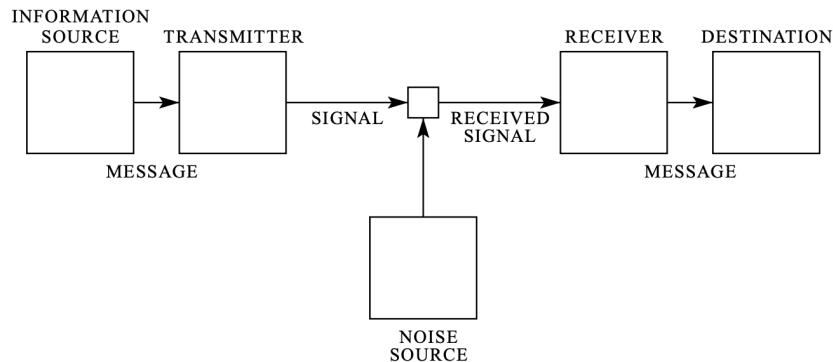 INFORMATION
SOURCE
TRANSMITTER
RECEIVER
DESTINATION
SIGNAL
RECEIVED
SIGNAL
MESSAGE
MESSAGE
NOISE
SOURCE